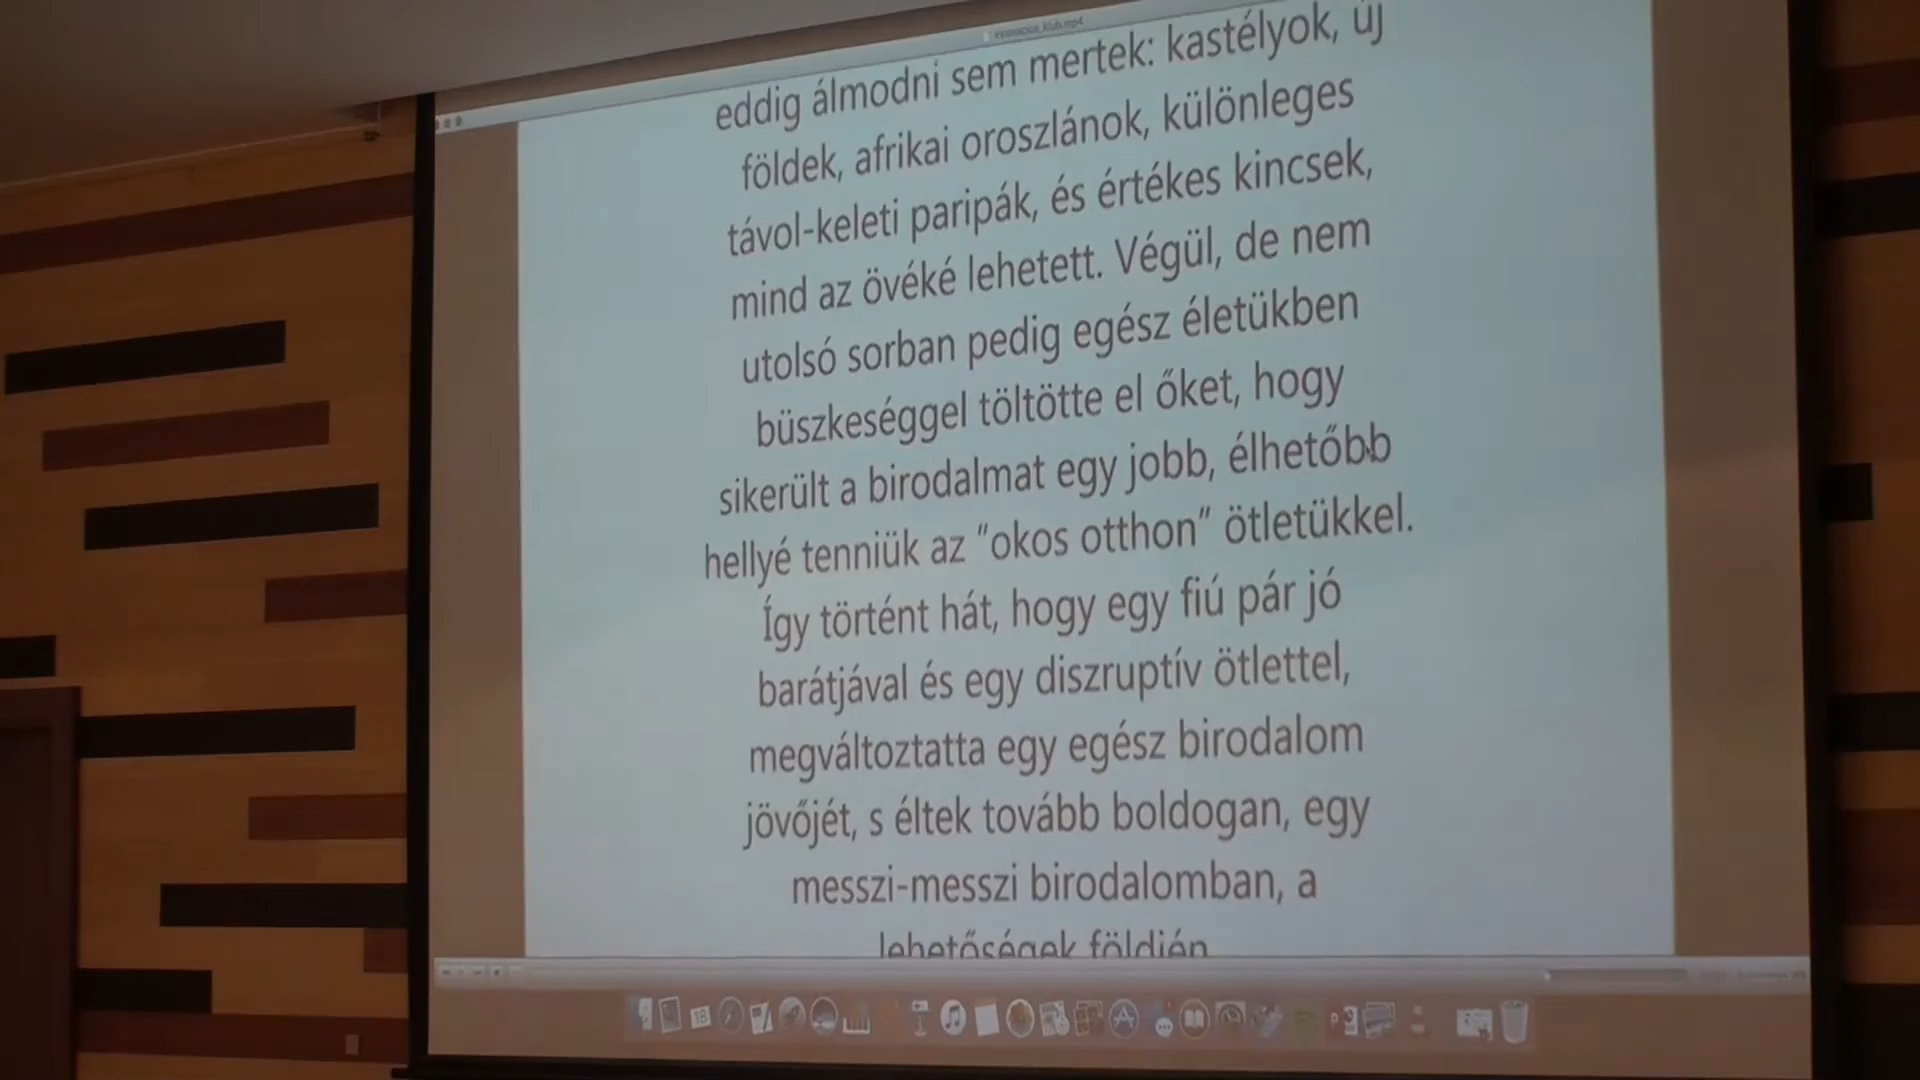 innovacios_klub.mp4
eddig álmodni sem mertek: kastélyok, új
földek, afrikai oroszlánok, különleges
távol-keleti paripák, és értékes kincsek,
mind az övéké lehetett. Végül, de nem
utolsó sorban pedig egész életükben
büszkeséggel töltötte el őket, hogy
sikerült a birodalmat egy jobb, élhetőbb
hellyé tenniük az "okos otthon" ötletükkel.
Így történt hát, hogy egy fiú pár jó
barátjával és egy diszruptív ötlettel,
megváltoztatta egy egész birodalom
jövőjét, s éltek tovább boldogan, egy
messzi-messzi birodalomban, a
lehetőségek földjén
18